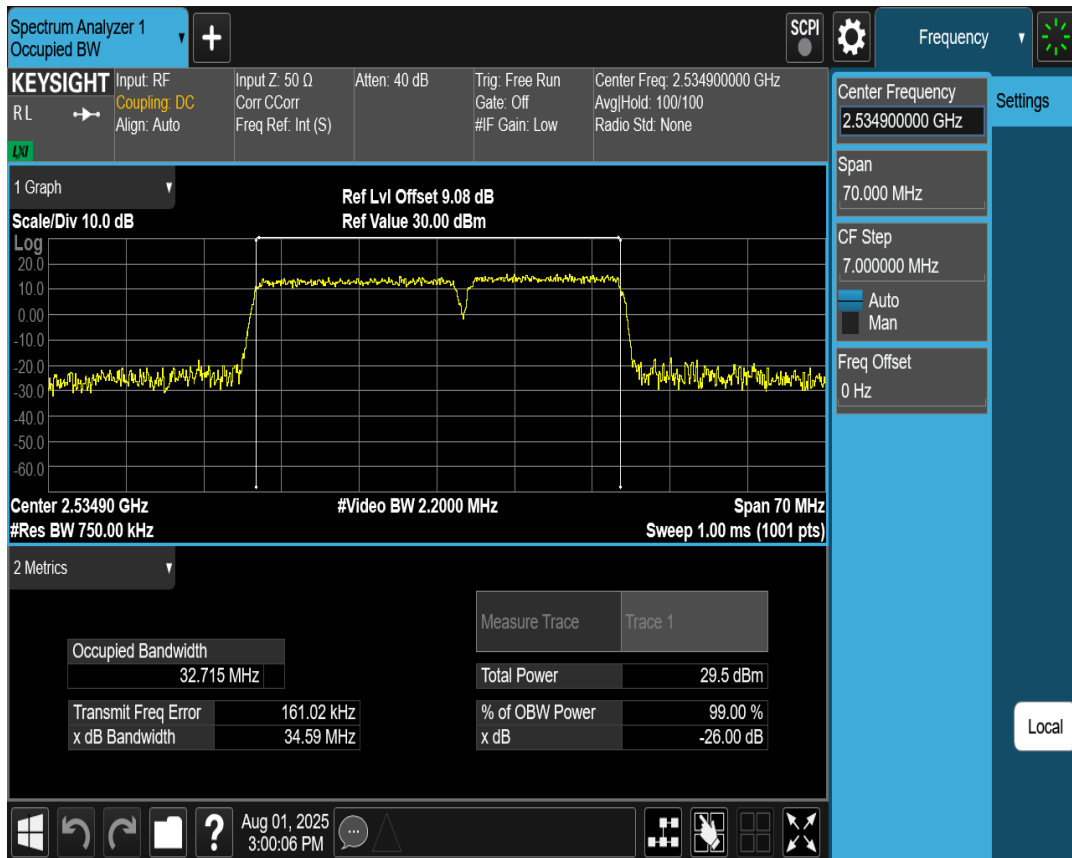 Spectrum Analyzer 1
Occupied BW
+
SCPI
Frequency
KEYSIGHT
RL
LXI
Input: RF
Coupling: DC
Align: Auto
Input Z: 50 Ω
Corr CCorr
Freq Ref: Int (S)
Atten: 40 dB
Trig: Free Run
Gate: Off
#IF Gain: Low
Center Freq: 2.534900000 GHz
Avg|Hold: 100/100
Radio Std: None
Center Frequency
2.534900000 GHz
Settings
Span
70.000 MHz
CF Step
7.000000 MHz
Auto
Man
Freq Offset
0 Hz
Local
1 Graph
Scale/Div 10.0 dB
Ref Lvl Offset 9.08 dB
Ref Value 30.00 dBm
Log
20.0
10.0
0.00
-10.0
-20.0
-30.0
-40.0
-50.0
-60.0
Center 2.53490 GHz
#Video BW 2.2000 MHz
Span 70 MHz
#Res BW 750.00 kHz
Sweep 1.00 ms (1001 pts)
2 Metrics
Measure Trace Trace 1
Occupied Bandwidth
32.715 MHz
Total Power 29.5 dBm
Transmit Freq Error 161.02 kHz
% of OBW Power 99.00 %
x dB Bandwidth 34.59 MHz
x dB -26.00 dB
?
Aug 01, 2025
3:00:06 PM